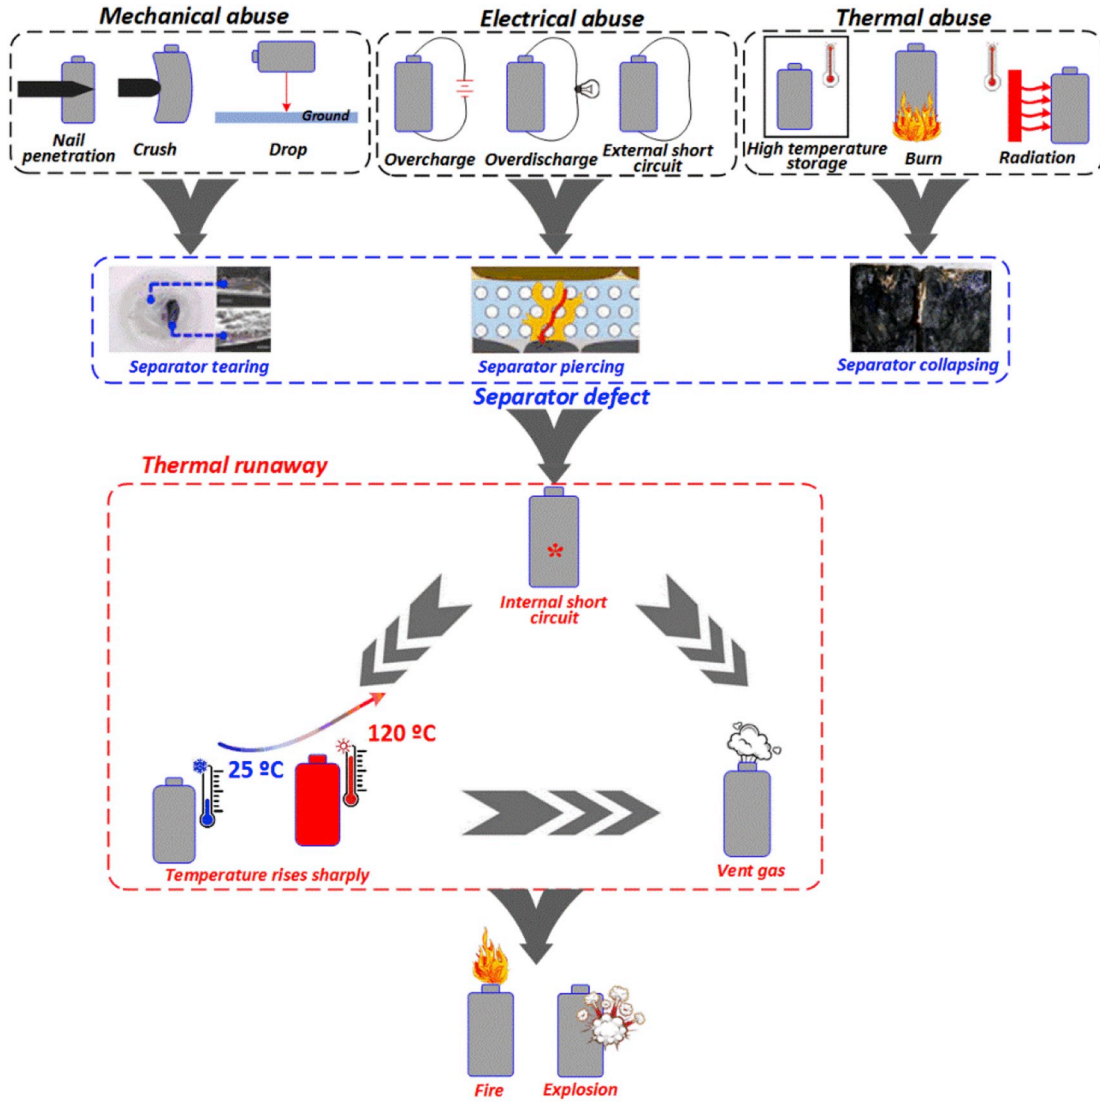 Mechanical abuse
Electrical abuse
Thermal abuse
Ground
Nail
penetration
Crush
Drop
Overcharge
Overdischarge
External short
circuit
High temperature
storage
Burn
Radiation
Separator tearing
Separator piercing
Separator collapsing
Separator defect
Thermal runaway
Internal short
circuit
120 ºC
25 ºC
Temperature rises sharply
Vent gas
Fire
Explosion